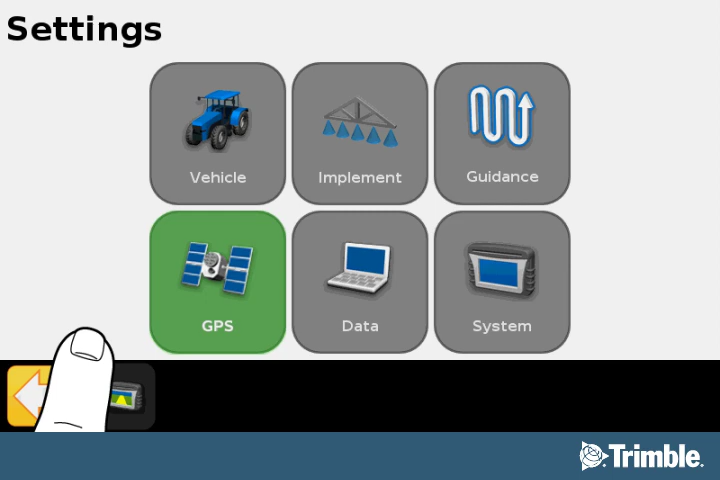 Settings
Vehicle
Implement
Guidance
GPS
Data
System
Trimble.